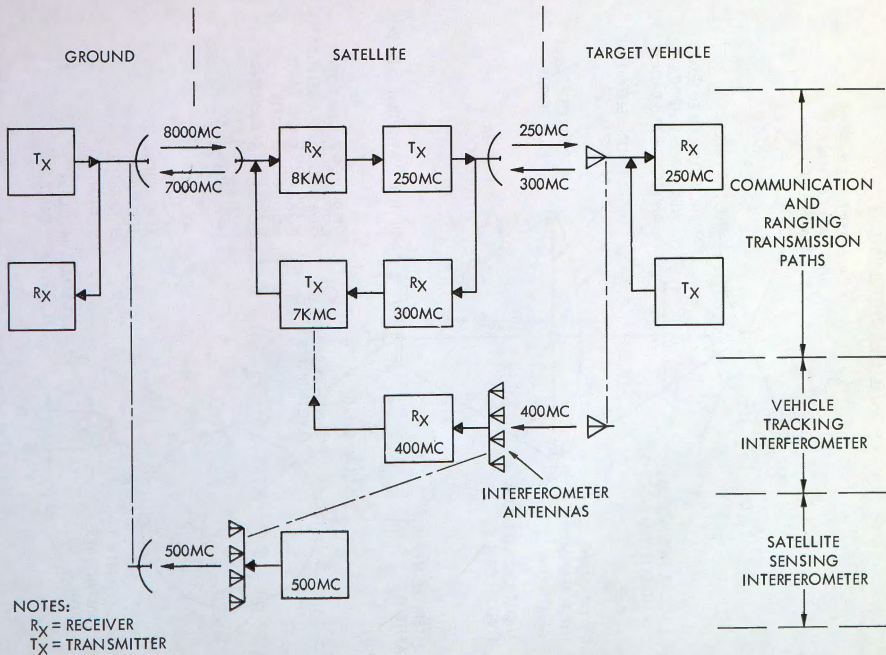 GROUND
SATELLITE
TARGET VEHICLE
TX
8000MC
7000MC
RX
8KMC
TX
250MC
250MC
300MC
RX
250MC
RX
TX
7KMC
RX
300MC
TX
COMMUNICATION
AND
RANGING
TRANSMISSION
PATHS
RX
400MC
400MC
INTERFEROMETER
ANTENNAS
VEHICLE
TRACKING
INTERFEROMETER
500MC
500MC
SATELLITE
SENSING
INTERFEROMETER
NOTES:
RX = RECEIVER
TX = TRANSMITTER